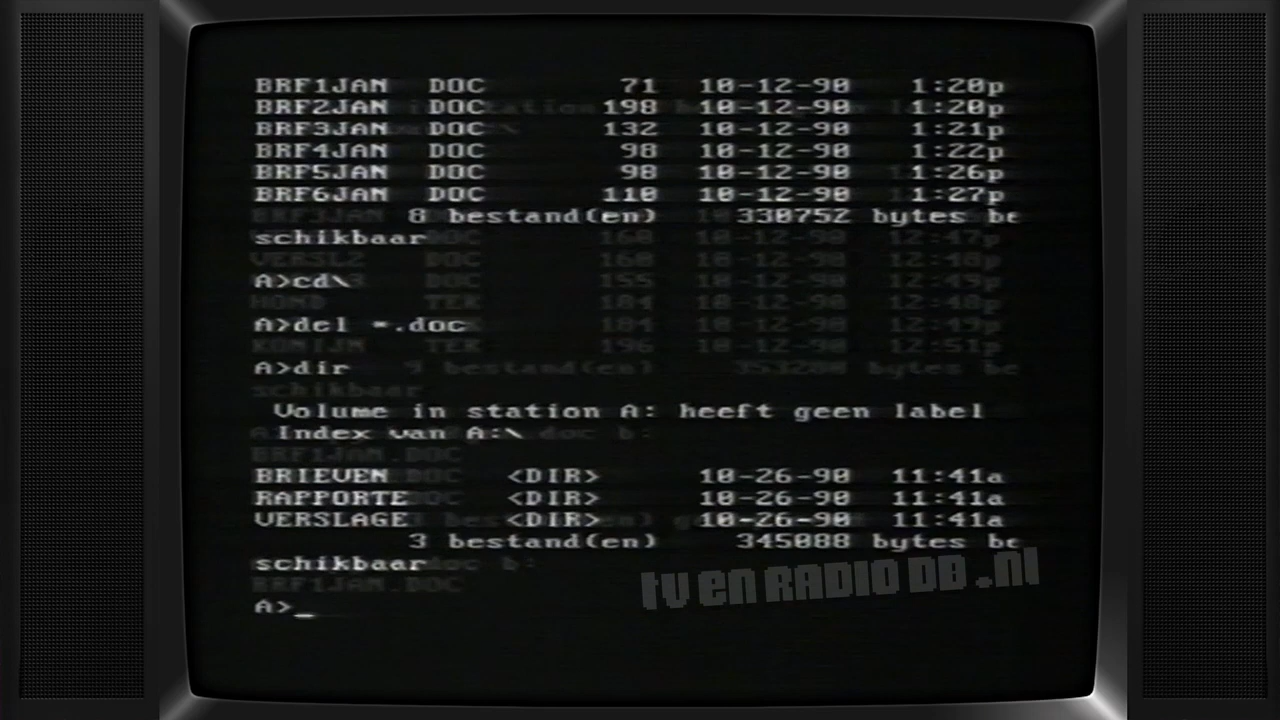 BRF1JAN DOC 71 10-12-90 1:20p
BRF2JAN DOC 198 10-12-90 1:20p
BRF3JAN DOC 132 10-12-90 1:21p
BRF4JAN DOC 98 10-12-90 1:22p
BRF5JAN DOC 98 10-12-90 1:26p
BRF6JAN DOC 110 10-12-90 1:27p
8 bestand(en) 330752 bytes be
schikbaar
A>cd\
A>del *.doc
A>dir
Volume in station A: heeft geen label
Index van A:\
BRIEVEN <DIR> 10-26-90 11:41a
RAPPORTE <DIR> 10-26-90 11:41a
VERSLAGE <DIR> 10-26-90 11:41a
3 bestand(en) 345088 bytes be
schikbaar
A>_
tv en RADIO DB .nl